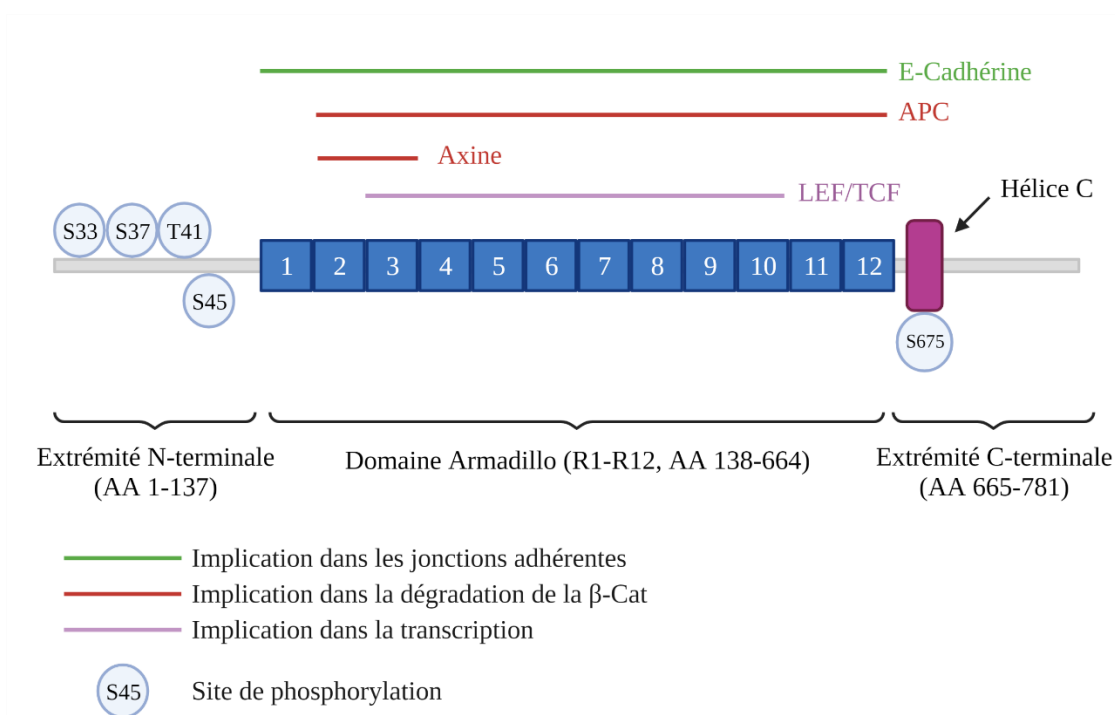 E-Cadhérine
APC
Axine
LEF/TCF
Hélice C
S33 S37 T41
S45
1 2 3 4 5 6 7 8 9 10 11 12
S675
Extrémité N-terminale
(AA 1-137)
Domaine Armadillo (R1-R12, AA 138-664)
Extrémité C-terminale
(AA 665-781)
Implication dans les jonctions adhérentes
Implication dans la dégradation de la β-Cat
Implication dans la transcription
S45 Site de phosphorylation